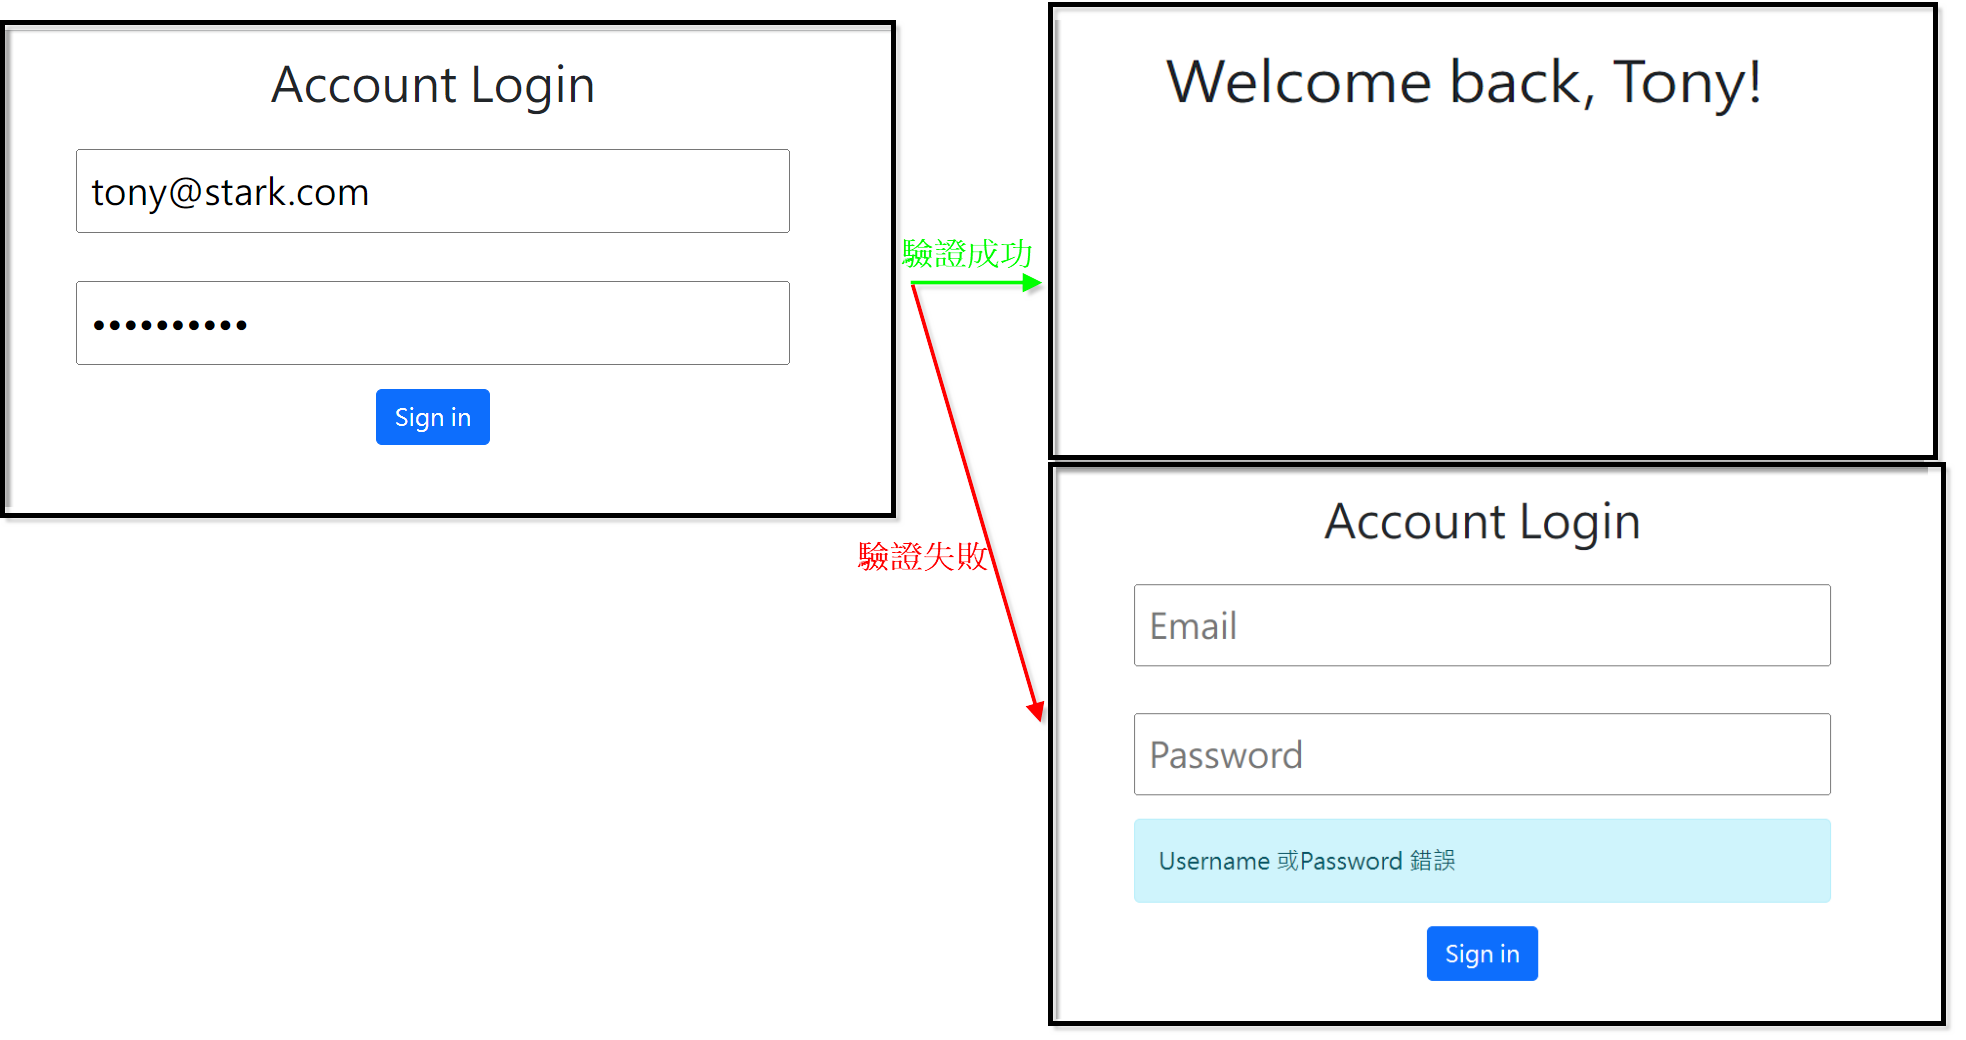 Account Login
tony@stark.com
••••••••••
Sign in
驗證成功
Welcome back, Tony!
驗證失敗
Account Login
Email
Password
Username 或Password 錯誤
Sign in